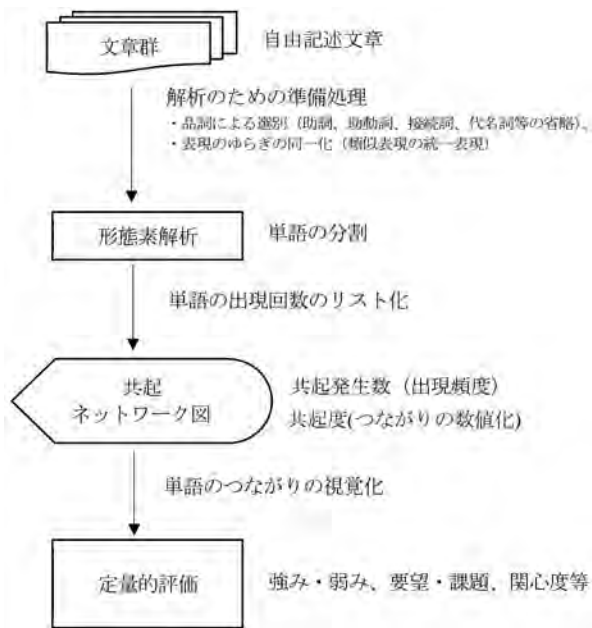 文章群
自由記述文章
解析のための準備処理
・品詞による選別（助詞、助動詞、接続詞、代名詞等の省略）、
・表現のゆらぎの同一化（類似表現の統一表現）
形態素解析
単語の分割
単語の出現回数のリスト化
共起
ネットワーク図
共起発生数（出現頻度）
共起度(つながりの数値化)
単語のつながりの視覚化
定量的評価
強み・弱み、要望・課題、関心度等